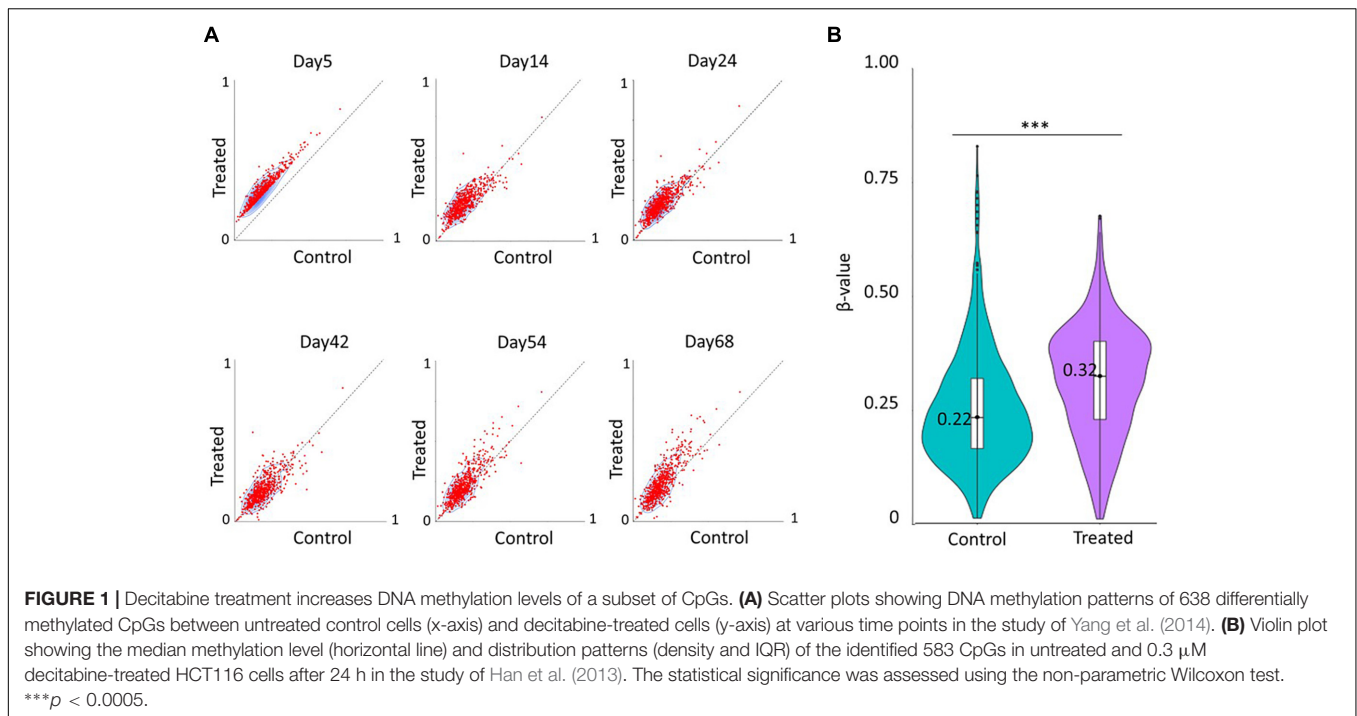 A
Day5
1
Treated
0
1
Control
Day14
1
Treated
0
1
Control
Day24
1
Treated
0
1
Control
Day42
1
Treated
0
1
Control
Day54
1
Treated
0
1
Control
Day68
1
Treated
0
1
Control
B
1.00
0.75
0.50
0.25
0
β-value
***
0.22
0.32
Control
Treated
FIGURE 1 | Decitabine treatment increases DNA methylation levels of a subset of CpGs. (A) Scatter plots showing DNA methylation patterns of 638 differentially
methylated CpGs between untreated control cells (x-axis) and decitabine-treated cells (y-axis) at various time points in the study of Yang et al. (2014). (B) Violin plot
showing the median methylation level (horizontal line) and distribution patterns (density and IQR) of the identified 583 CpGs in untreated and 0.3 μM
decitabine-treated HCT116 cells after 24 h in the study of Han et al. (2013). The statistical significance was assessed using the non-parametric Wilcoxon test.
***p < 0.0005.